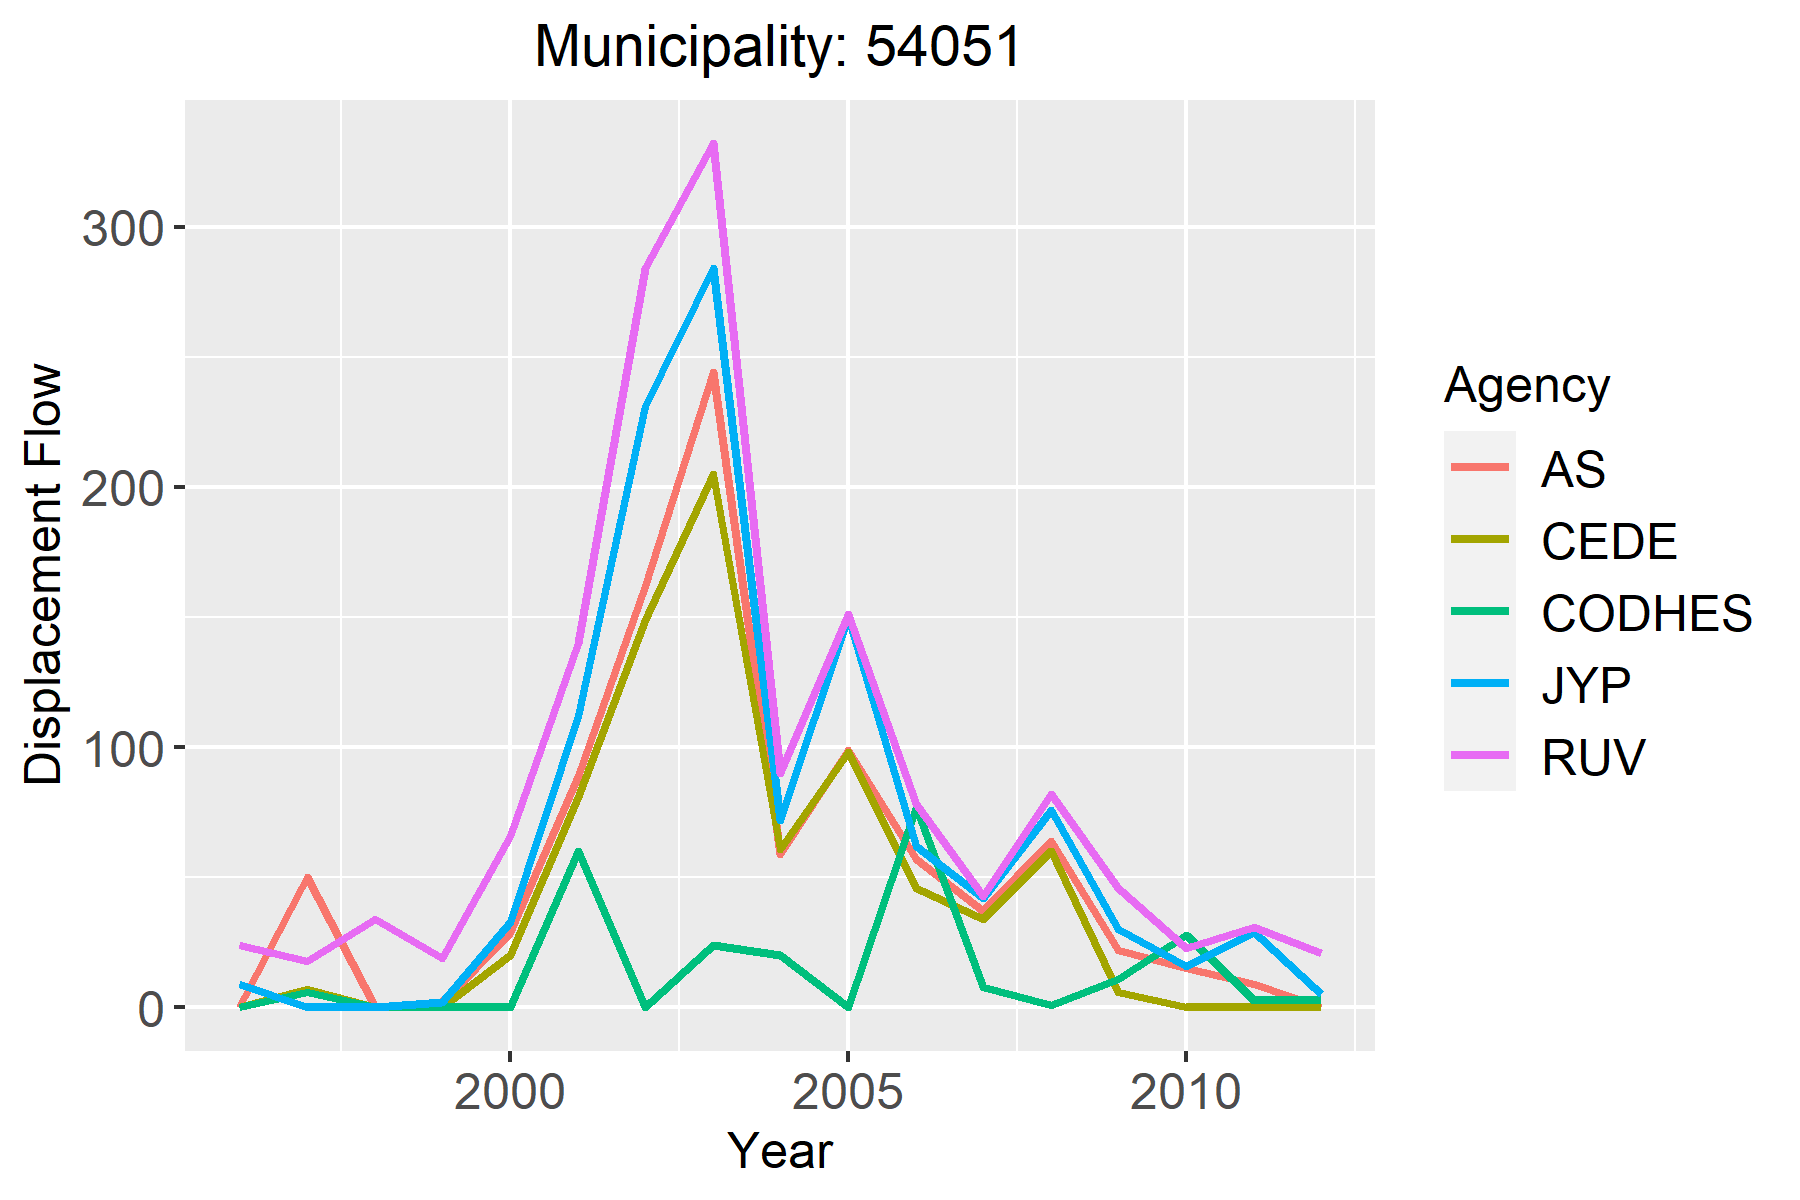 Municipality: 54051
Displacement Flow
300
200
100
0
2000 2005 2010
Year
Agency
AS
CEDE
CODHES
JYP
RUV